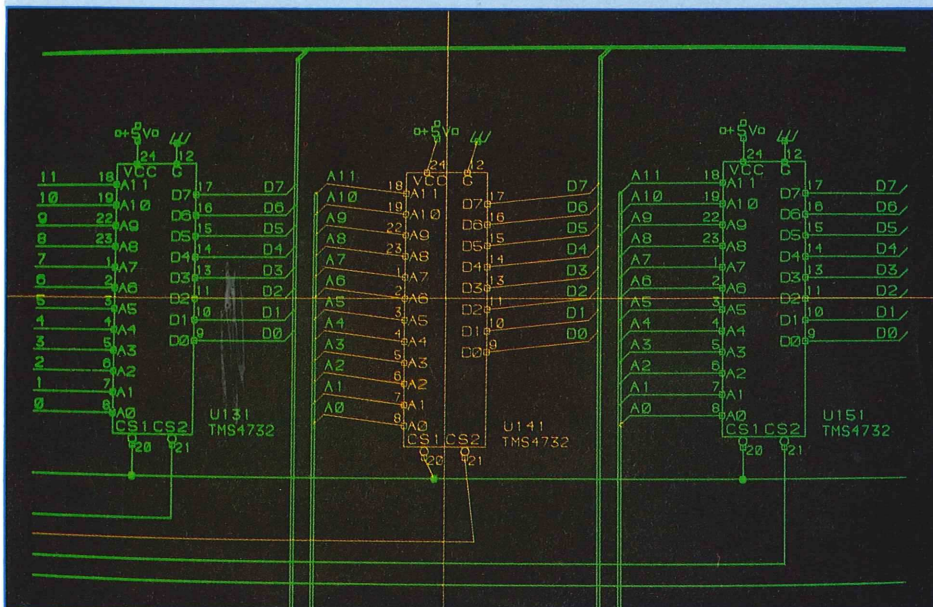 +5V
24 12
VCC G
11 18 A11
10 19 A10
9 22 A9
8 23 A8
7 1 A7
6 2 A6
5 3 A5
4 4 A4
3 5 A3
2 6 A2
1 7 A1
0 8 A0
D7 17 D7
D6 16 D6
D5 15 D5
D4 14 D4
D3 13 D3
D2 11 D2
D1 10 D1
D0 9 D0
CS1 CS2
20 21
U131
TMS4732
+5V
24 12
VCC G
A11 18 A11
A10 19 A10
A9 22 A9
A8 23 A8
A7 1 A7
A6 2 A6
A5 3 A5
A4 4 A4
A3 5 A3
A2 6 A2
A1 7 A1
A0 8 A0
D7 17 D7
D6 16 D6
D5 15 D5
D4 14 D4
D3 13 D3
D2 11 D2
D1 10 D1
D0 9 D0
CS1 CS2
20 21
U141
TMS4732
+5V
24 12
VCC G
A11 18 A11
A10 19 A10
A9 22 A9
A8 23 A8
A7 1 A7
A6 2 A6
A5 3 A5
A4 4 A4
A3 5 A3
A2 6 A2
A1 7 A1
A0 8 A0
D7 17 D7
D6 16 D6
D5 15 D5
D4 14 D4
D3 13 D3
D2 11 D2
D1 10 D1
D0 9 D0
CS1 CS2
20 21
U151
TMS4732